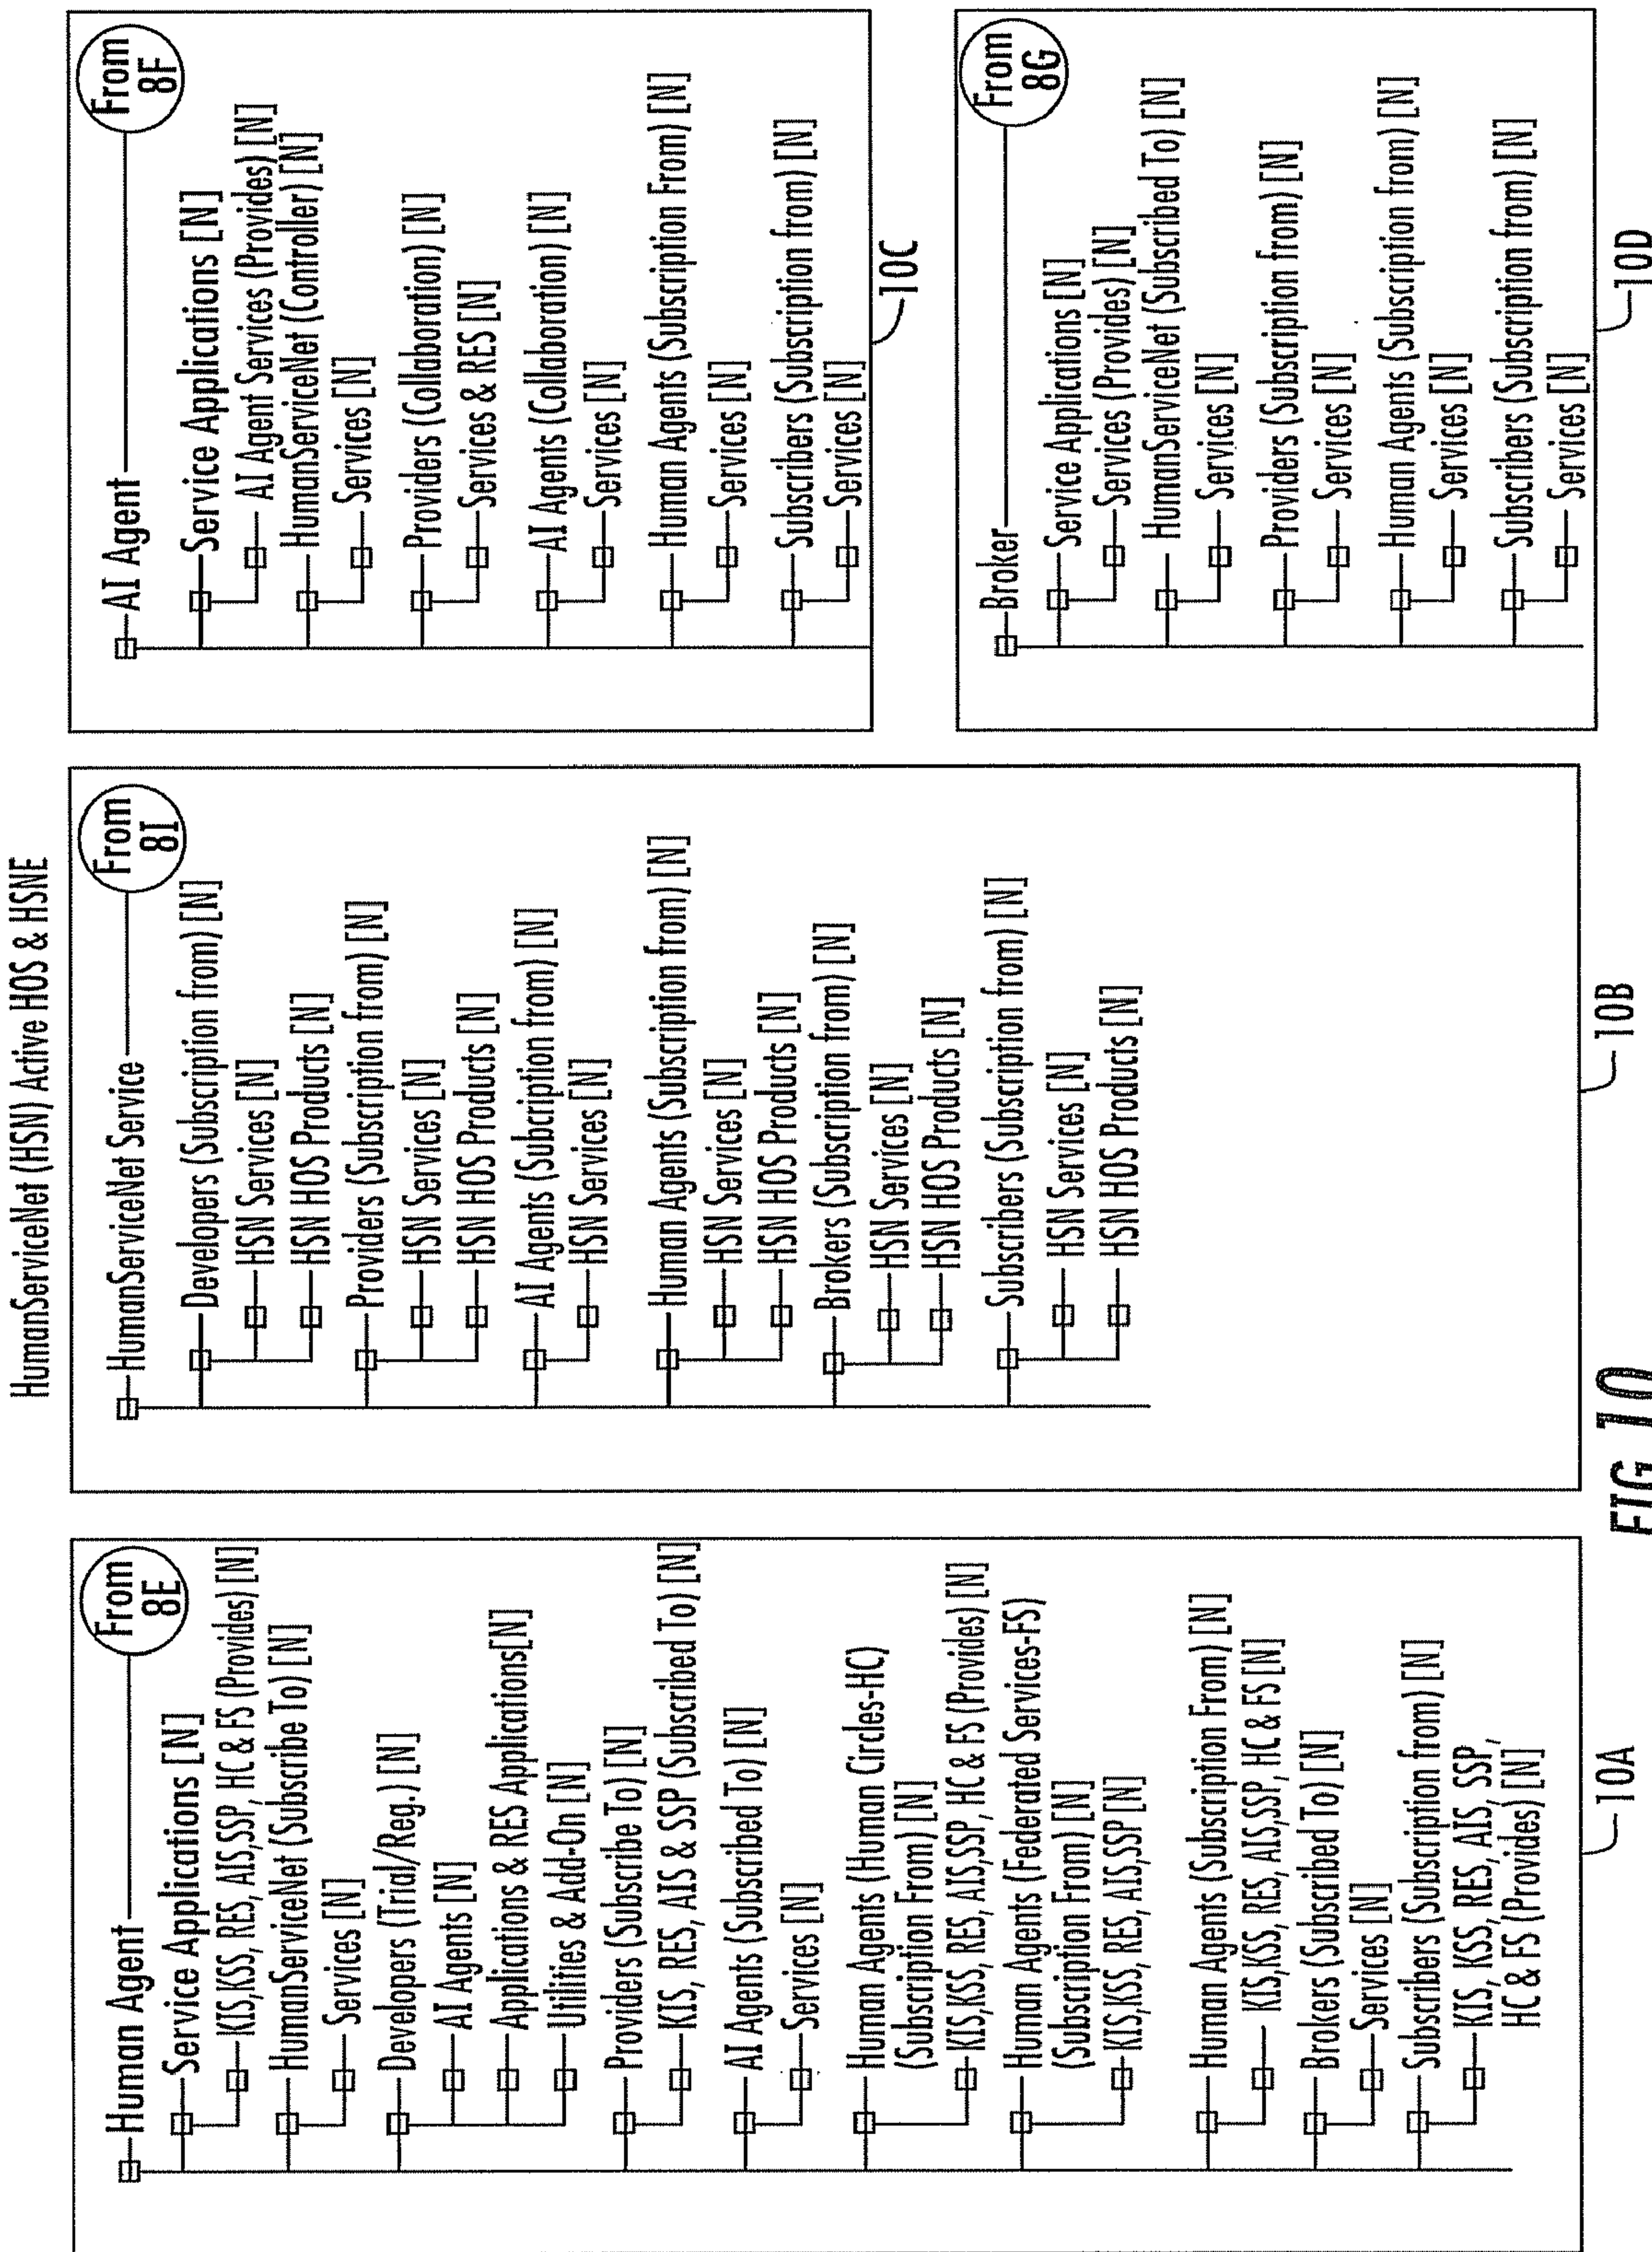 HumanServiceNet (HSN) Active HOS & HSNE
Human Agent
From
8E
Service Applications [N]
KIS,KSS, RES, AIS,SSP, HC & FS (Provides) [N]
HumanServiceNet (Subscribe To) [N]
Services [N]
Developers (Trial/Reg.) [N]
AI Agents [N]
Applications & RES Applications[N]
Utilities & Add-On [N]
Providers (Subscribe To) [N]
KIS, RES, AIS & SSP (Subscribed To) [N]
AI Agents (Subscribed To) [N]
Services [N]
Human Agents (Human Circles-HC)
(Subscription From) [N]
KIS,KSS, RES, AIS,SSP, HC & FS (Provides) [N]
Human Agents (Federated Services-FS)
(Subscription From) [N]
KIS,KSS, RES, AIS,SSP [N]
Human Agents (Subscription From) [N]
KIS,KSS, RES, AIS,SSP, HC & FS [N]
Brokers (Subscribed To) [N]
Services [N]
Subscribers (Subscription from) [N]
KIS, KSS, RES, AIS, SSP,
HC & FS (Provides) [N]
10A
HumanServiceNet Service
From
8I
Developers (Subscription from) [N]
HSN Services [N]
HSN HOS Products [N]
Providers (Subscription from) [N]
HSN Services [N]
HSN HOS Products [N]
AI Agents (Subcription from) [N]
HSN Services [N]
Human Agents (Subscription from) [N]
HSN Services [N]
HSN HOS Products [N]
Brokers (Subscription from) [N]
HSN Services [N]
HSN HOS Products [N]
Subscribers (Subscription from) [N]
HSN Services [N]
HSN HOS Products [N]
10B
AI Agent
From
8F
Service Applications [N]
AI Agent Services (Provides) [N]
HumanServiceNet (Controller) [N]
Services [N]
Providers (Collaboration) [N]
Services & RES [N]
AI Agents (Collaboration) [N]
Services [N]
Human Agents (Subscription From) [N]
Services [N]
Subscribers (Subscription from) [N]
Services [N]
10C
Broker
From
8G
Service Applications [N]
Services (Provides) [N]
HumanServiceNet (Subscribed To) [N]
Services [N]
Providers (Subscription from) [N]
Services [N]
Human Agents (Subscription from) [N]
Services [N]
Subscribers (Subscription from) [N]
Services [N]
10D
FIG. 10